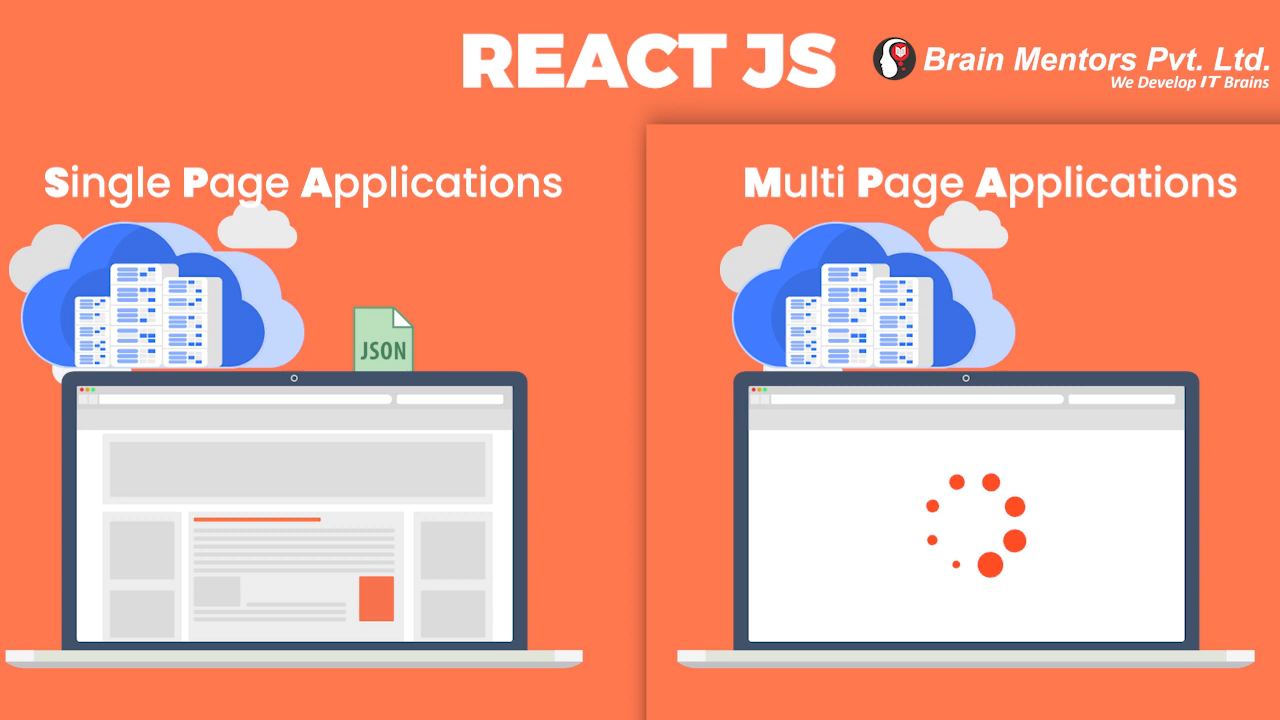 REACT JS
Brain Mentors Pvt. Ltd.
We Develop IT Brains
Single Page Applications
Multi Page Applications
JSON